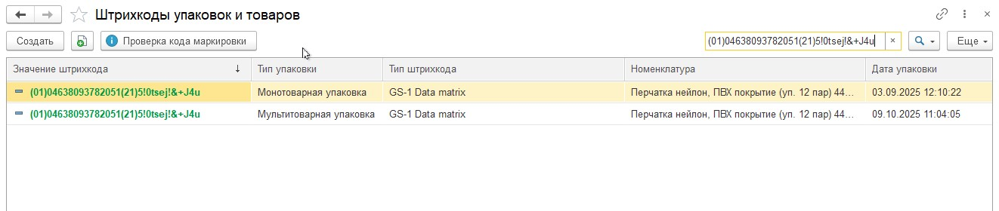 Штрихкоды упаковок и товаров
Создать Проверка кода маркировки (01)04638093782051(21)5!0tsej!&+J4u × Еще
Значение штрихкода ↓ Тип упаковки Тип штрихкода Номенклатура Дата упаковки
(01)04638093782051(21)5!0tsej!&+J4u Монотоварная упаковка GS-1 Data matrix Перчатка нейлон, ПВХ покрытие (уп. 12 пар) 44... 03.09.2025 12:10:22
(01)04638093782051(21)5!0tsej!&+J4u Мультитоварная упаковка GS-1 Data matrix Перчатка нейлон, ПВХ покрытие (уп. 12 пар) 44... 09.10.2025 11:04:05